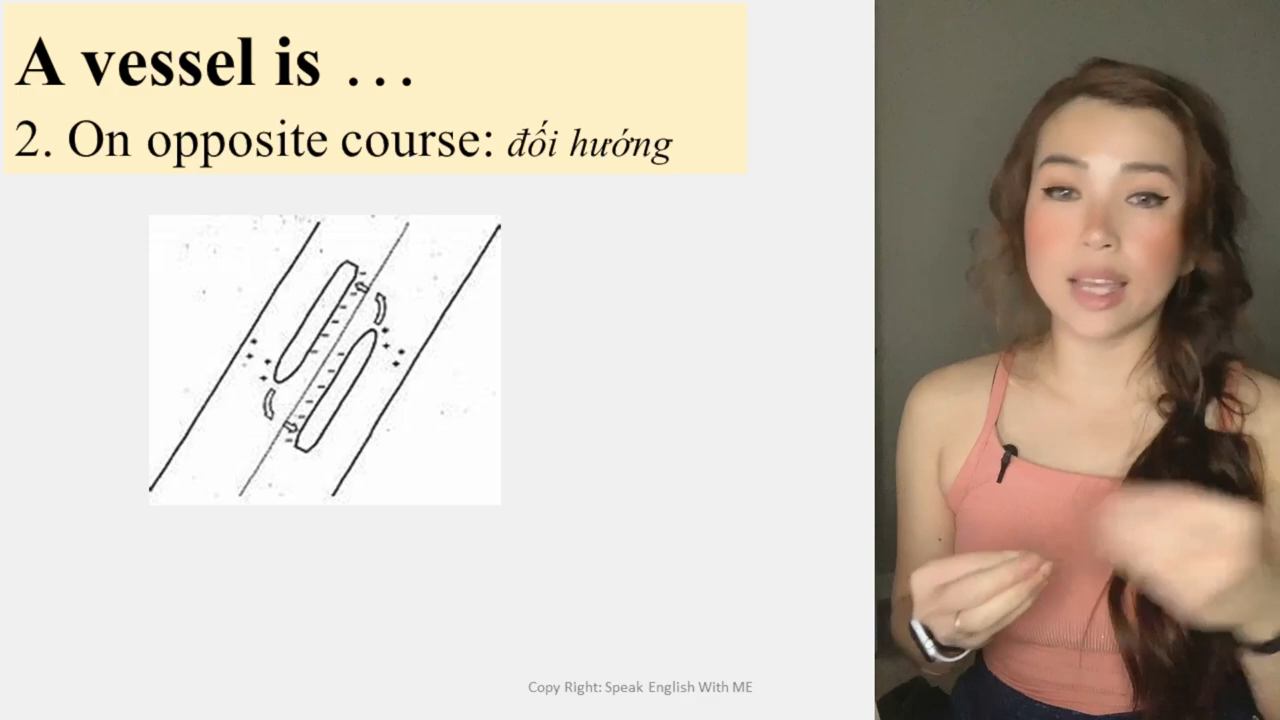 A vessel is …
2. On opposite course: đối hướng
Copy Right: Speak English With ME